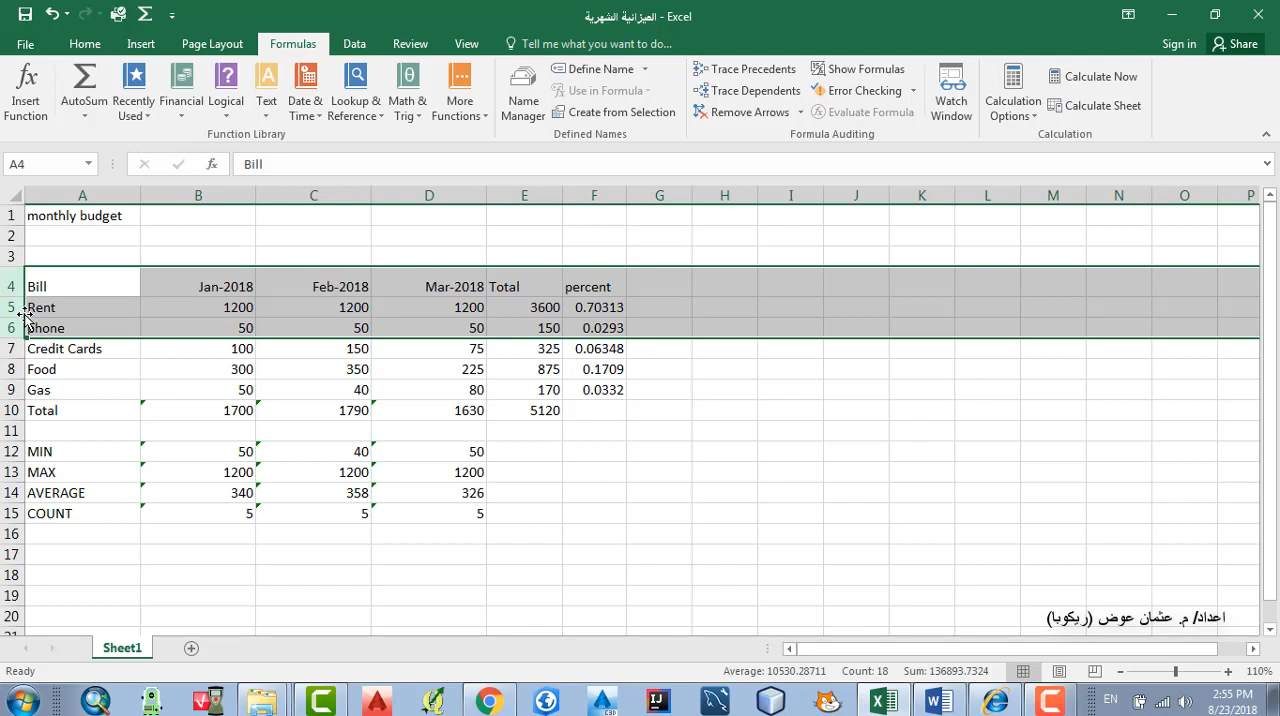 الميزانية الشهرية - Excel
File Home Insert Page Layout Formulas Data Review View Tell me what you want to do... Sign in Share
Insert Function
AutoSum
Recently Used
Financial
Logical
Text
Date & Time
Lookup & Reference
Math & Trig
More Functions
Function Library
Name Manager
Define Name
Use in Formula
Create from Selection
Defined Names
Trace Precedents
Trace Dependents
Remove Arrows
Show Formulas
Error Checking
Evaluate Formula
Formula Auditing
Watch Window
Calculation Options
Calculate Now
Calculate Sheet
Calculation
A4 fx Bill
A B C D E F G H I J K L M N O P
1 monthly budget
2
3
4 Bill Jan-2018 Feb-2018 Mar-2018 Total percent
5 Rent 1200 1200 1200 3600 0.70313
6 Phone 50 50 50 150 0.0293
7 Credit Cards 100 150 75 325 0.06348
8 Food 300 350 225 875 0.1709
9 Gas 50 40 80 170 0.0332
10 Total 1700 1790 1630 5120
11
12 MIN 50 40 50
13 MAX 1200 1200 1200
14 AVERAGE 340 358 326
15 COUNT 5 5 5
16
17
18
19
20
اعداد/ م. عثمان عوض (ريكوبا)
21
Sheet1
Ready Average: 10530.28711 Count: 18 Sum: 136893.7324 110%
EN 2:55 PM
8/23/2018